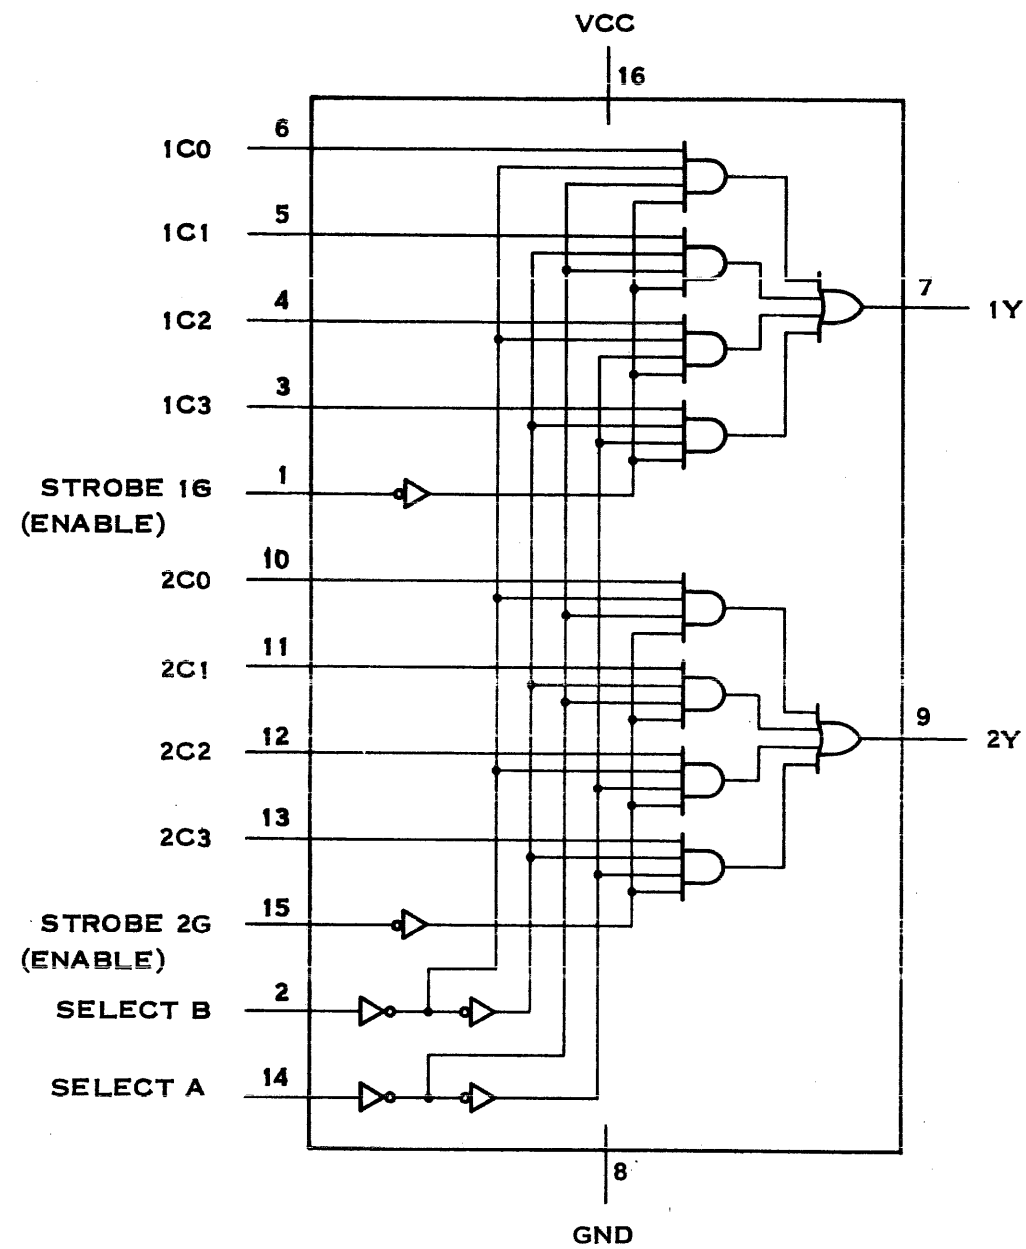 VCC
16
6
1C0
5
1C1
4
1C2
3
1C3
1
STROBE 1G
(ENABLE)
7
1Y
10
2C0
11
2C1
12
2C2
13
2C3
15
STROBE 2G
(ENABLE)
9
2Y
2
SELECT B
14
SELECT A
8
GND